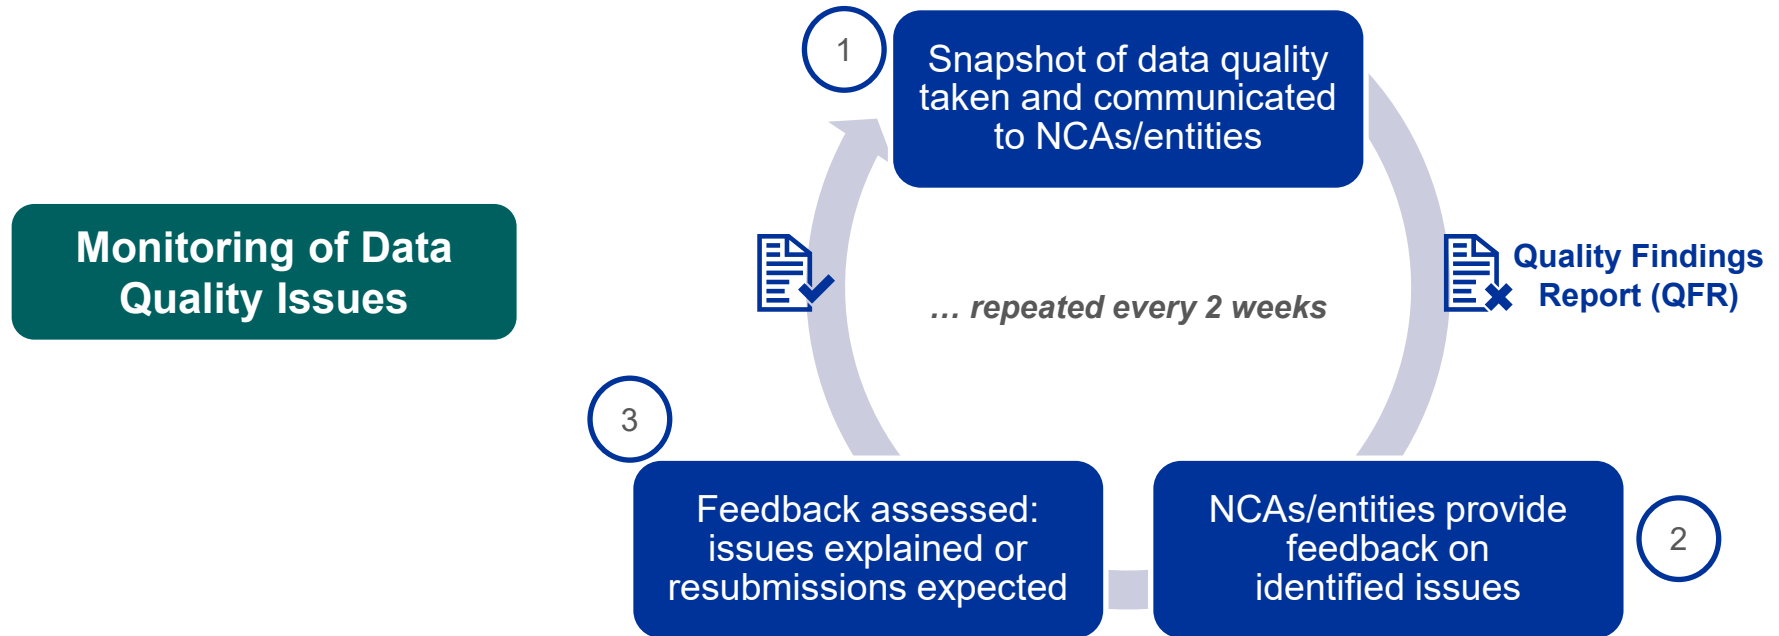 1
Snapshot of data quality
taken and communicated
to NCAs/entities
Monitoring of Data
Quality Issues
… repeated every 2 weeks
Quality Findings
Report (QFR)
3
Feedback assessed:
issues explained or
resubmissions expected
NCAs/entities provide
feedback on
identified issues
2